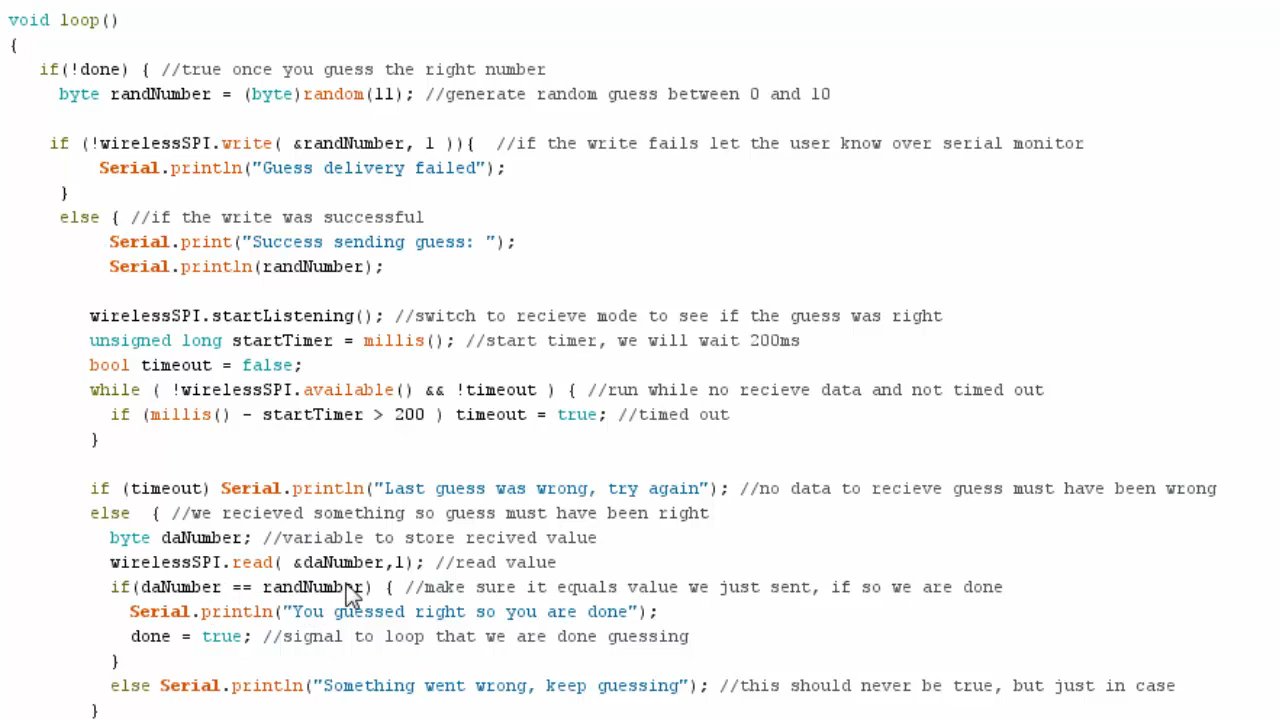 void loop()
{
if(!done) { //true once you guess the right number
byte randNumber = (byte)random(11); //generate random guess between 0 and 10
if (!wirelessSPI.write( &randNumber, 1 )){ //if the write fails let the user know over serial monitor
Serial.println("Guess delivery failed");
}
else { //if the write was successful
Serial.print("Success sending guess: ");
Serial.println(randNumber);
wirelessSPI.startListening(); //switch to recieve mode to see if the guess was right
unsigned long startTimer = millis(); //start timer, we will wait 200ms
bool timeout = false;
while ( !wirelessSPI.available() && !timeout ) { //run while no recieve data and not timed out
if (millis() - startTimer > 200 ) timeout = true; //timed out
}
if (timeout) Serial.println("Last guess was wrong, try again"); //no data to recieve guess must have been wrong
else { //we recieved something so guess must have been right
byte daNumber; //variable to store recived value
wirelessSPI.read( &daNumber,1); //read value
if(daNumber == randNumber) { //make sure it equals value we just sent, if so we are done
Serial.println("You guessed right so you are done");
done = true; //signal to loop that we are done guessing
}
else Serial.println("Something went wrong, keep guessing"); //this should never be true, but just in case
}